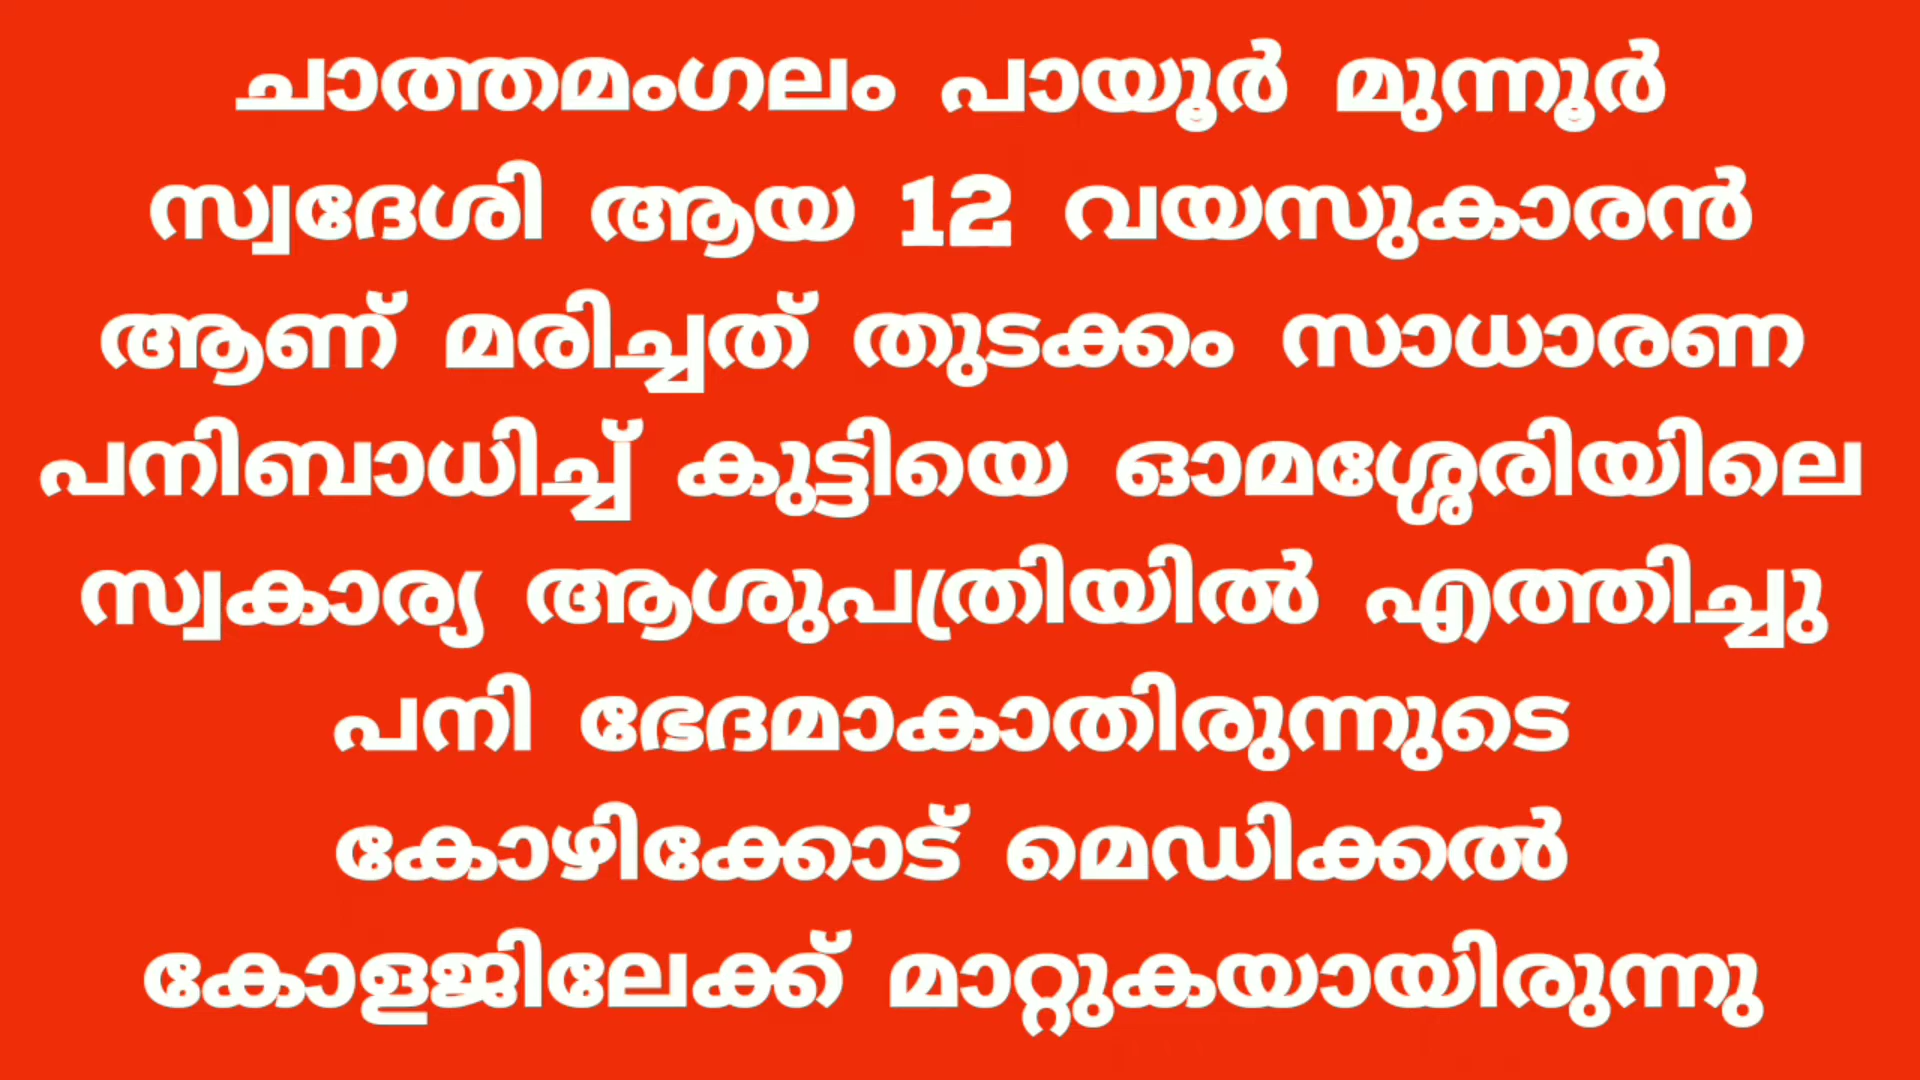 ചാത്തമംഗലം പായൂർ മുന്നൂർ
സ്വദേശി ആയ 12 വയസുകാരൻ
ആണ് മരിച്ചത് തുടക്കം സാധാരണ
പനിബാധിച്ച് കുട്ടിയെ ഓമശ്ശേരിയിലെ
സ്വകാര്യ ആശുപത്രിയിൽ എത്തിച്ചു
പനി ഭേദമാകാതിരുന്നുടെ
കോഴിക്കോട് മെഡിക്കൽ
കോളജിലേക്ക് മാറ്റുകയായിരുന്നു